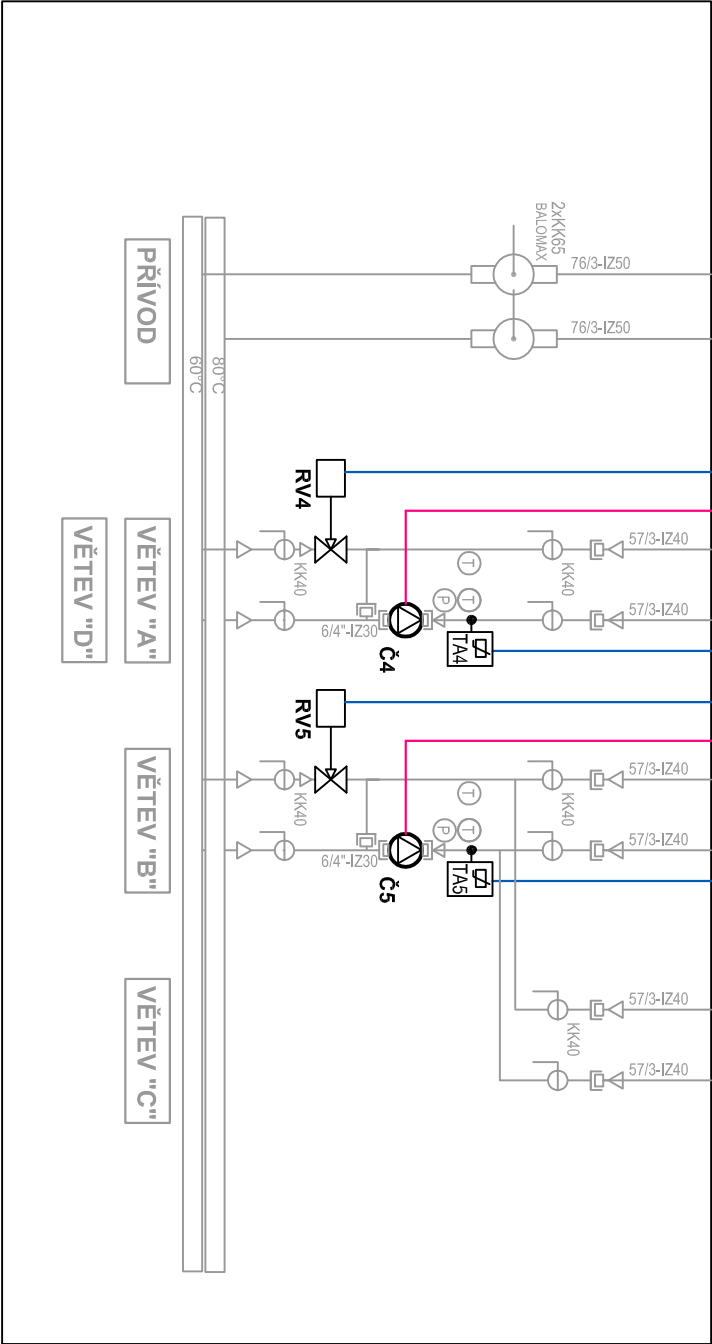 2xKK65
BALOMAX
76/3-IZ50
76/3-IZ50
PŘÍVOD
60°C
80°C
RV4
57/3-IZ40
KK40
KK40
T
T
P
57/3-IZ40
6/4"-IZ30
Č4
TA4
VĚTEV "A"
VĚTEV "D"
RV5
57/3-IZ40
KK40
KK40
T
T
P
57/3-IZ40
6/4"-IZ30
Č5
TA5
VĚTEV "B"
57/3-IZ40
KK40
57/3-IZ40
VĚTEV "C"